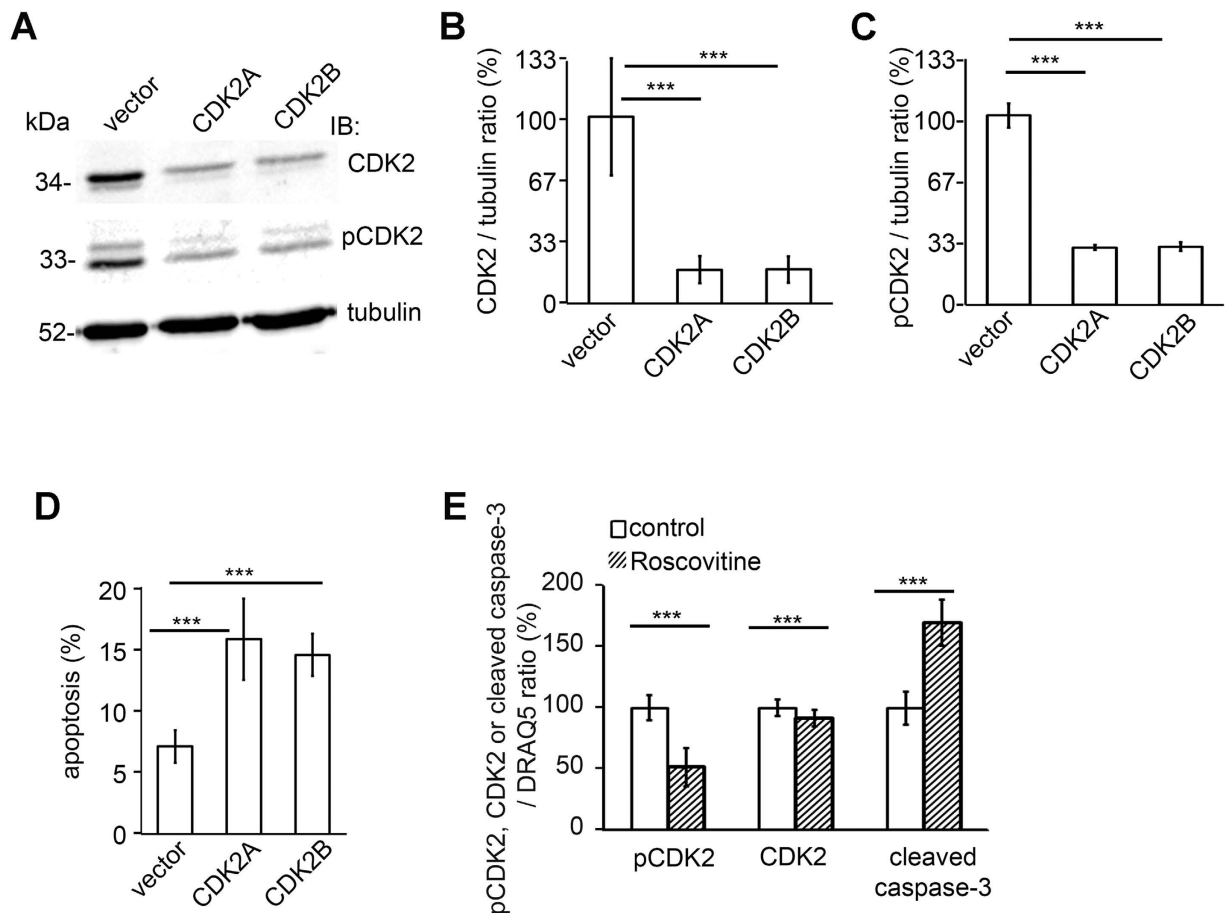 A
kDa
vector
CDK2A
CDK2B
IB:
34-
CDK2
33-
pCDK2
52-
tubulin
B
CDK2 / tubulin ratio (%)
133
100
67
33
0
***
***
vector
CDK2A
CDK2B
C
pCDK2 / tubulin ratio (%)
133
100
67
33
0
***
***
vector
CDK2A
CDK2B
D
apoptosis (%)
20
15
10
5
0
***
***
vector
CDK2A
CDK2B
E
pCDK2, CDK2 or cleaved caspase-3
/ DRAQ5 ratio (%)
control
Roscovitine
200
150
100
50
0
***
***
***
pCDK2
CDK2
cleaved
caspase-3